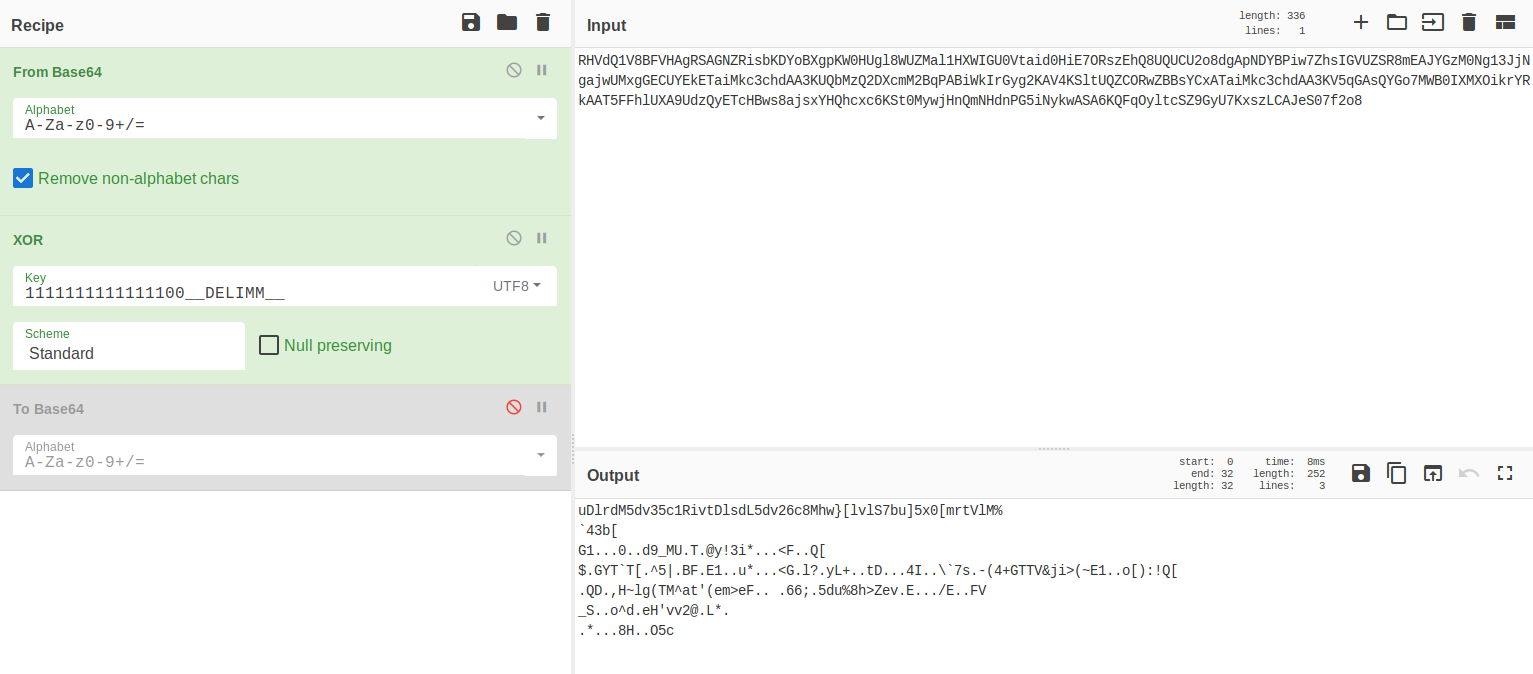 Recipe
From Base64
Alphabet
A-Za-z0-9+/=
Remove non-alphabet chars
XOR
Key
1111111111111100__DELIMM__
UTF8
Scheme
Standard
Null preserving
To Base64
Alphabet
A-Za-z0-9+/=
Input
length: 336
lines: 1
RHVdQ1V8BFVHAgRSAGNZRisbKDYoBXgpKW0HUgl8WUZMal1HXWIGU0Vtaid0HiE7ORszEhQ8UQUCU2o8dgApNDYBPiw7ZhsIGVUZSR8mEAJYGzM0Ng13JjN
gajwUMxgGECUYEkETaiMkc3chdAA3KUQbMzQ2DXcmM2BqPABiWkIrGyg2KAV4KSltUQZCORwZBBsYCxATaiMkc3chdAA3KV5qGAsQYGo7MWB0IXMXOikrYR
kAAT5FFhlUXA9UdzQyETcHBws8ajsxYHQhcxc6KSt0MywjHnQmNHdnPG5iNykwASA6KQFqOyltcSZ9GyU7KxszLCAJeS07f2o8
Output
start: 0
end: 32
length: 32
time: 8ms
length: 252
lines: 3
uDlrdM5dv35c1RivtDlsdL5dv26c8Mhw}[lvlS7bu]5x0[mrtVlM%
`43b[
G1...0..d9_MU.T.@y!3i*...<F..Q[
$.GYT`T[.^5|.BF.E1..u*...<G.l?.yL+..tD...4I..\`7s.-(4+GTTV&ji>(~E1..o[):!Q[
.QD.,H~lg(TM^at'(em>eF.. .66;.5du%8h>Zev.E.../E..FV
_S..o^d.eH'vv2@.L*.
.*...8H..O5c